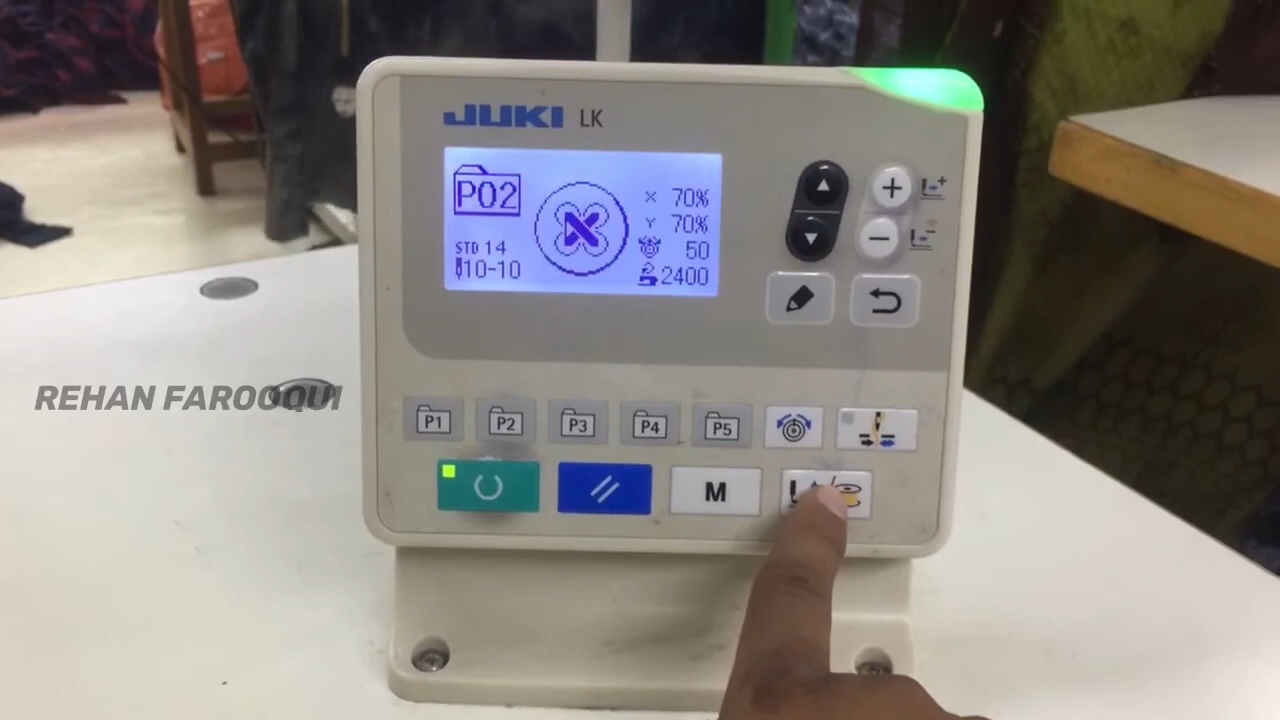 JUKI LK
P02
X 70%
Y 70%
STD 14
50
10-10
2400
REHAN FAROOQUI
P1 P2 P3 P4 P5
M